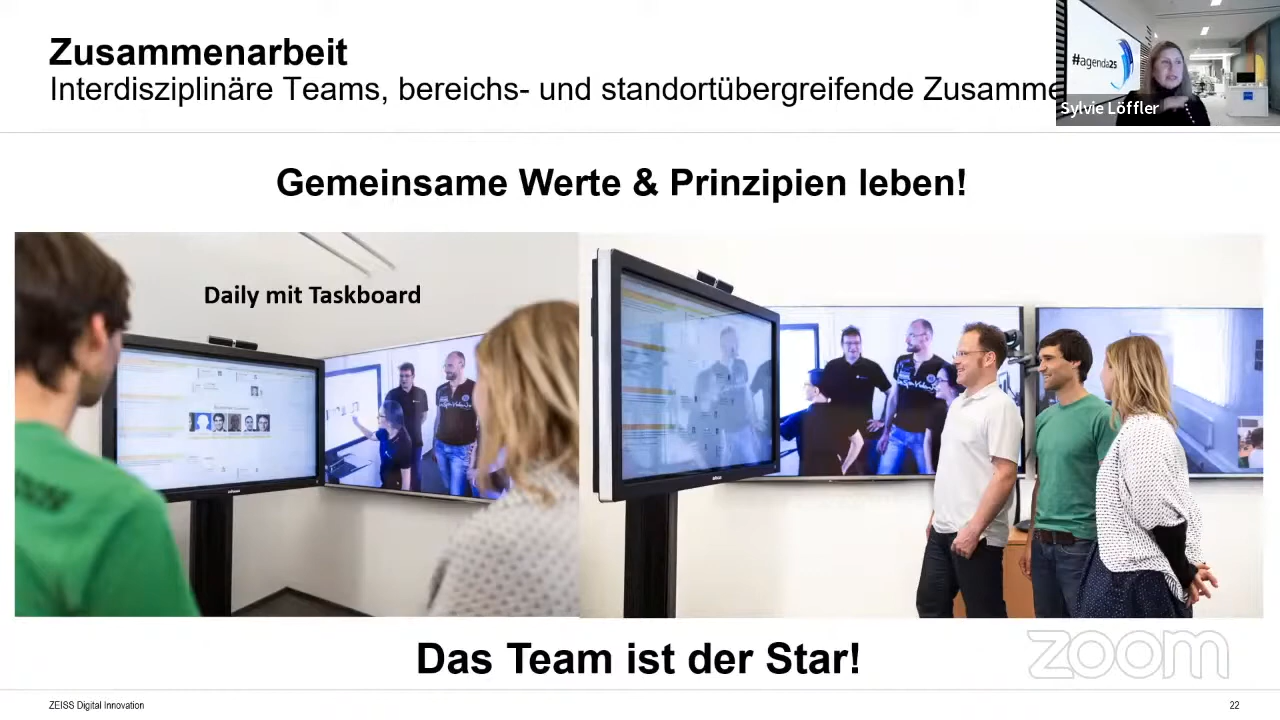 Zusammenarbeit
Interdisziplinäre Teams, bereichs- und standortübergreifende Zusamme
#agenda25
Sylvie Löffler
Gemeinsame Werte & Prinzipien leben!
Daily mit Taskboard
Das Team ist der Star!
zoom
ZEISS Digital Innovation
22